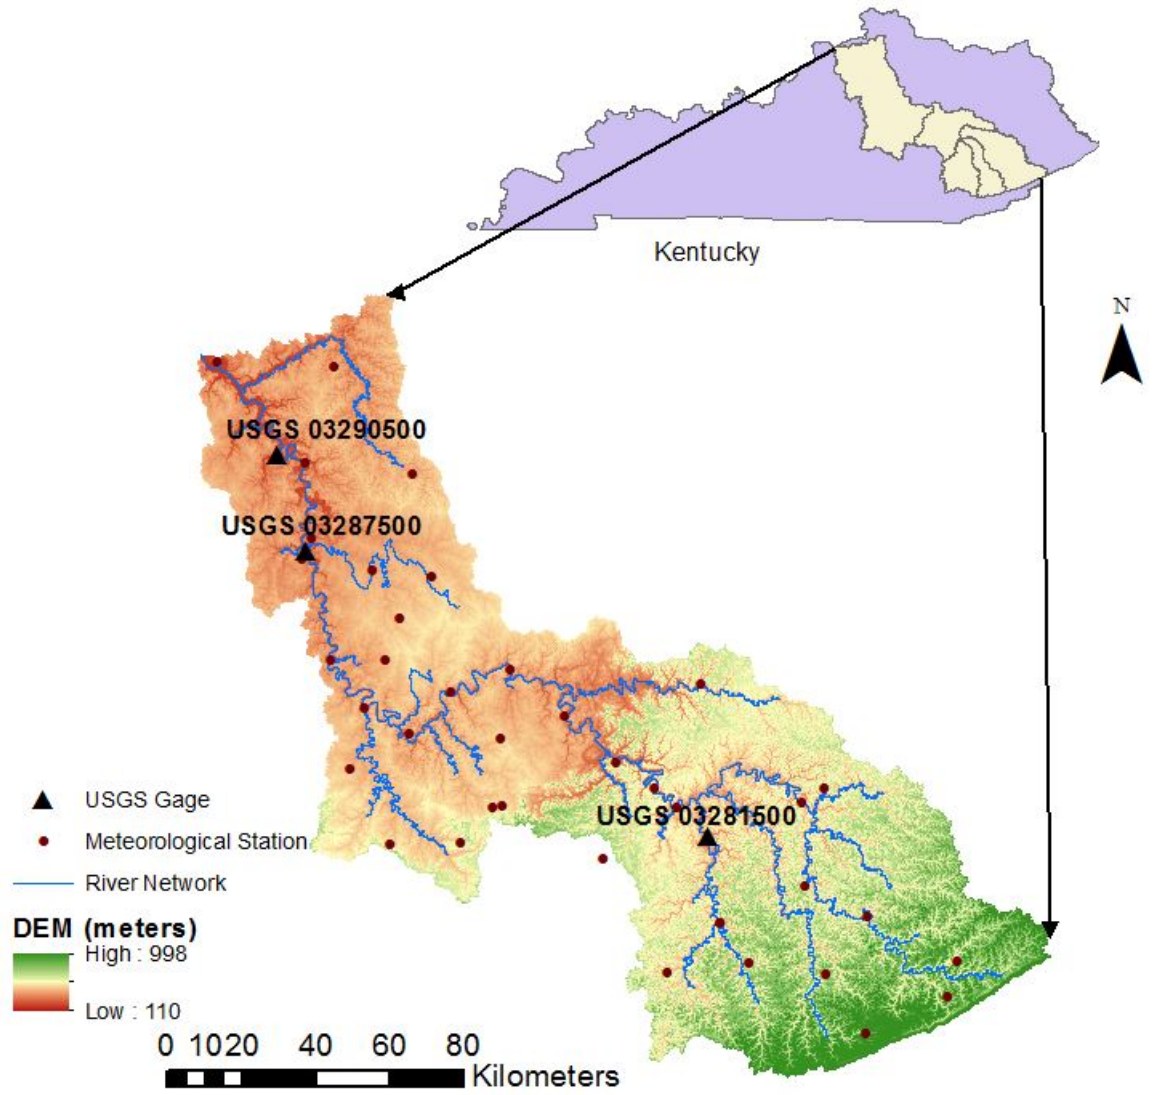 Kentucky
N
USGS 03290500
USGS 03287500
USGS 03281500
USGS Gage
Meteorological Station
River Network
DEM (meters)
High : 998
Low : 110
0 1020 40 60 80
Kilometers